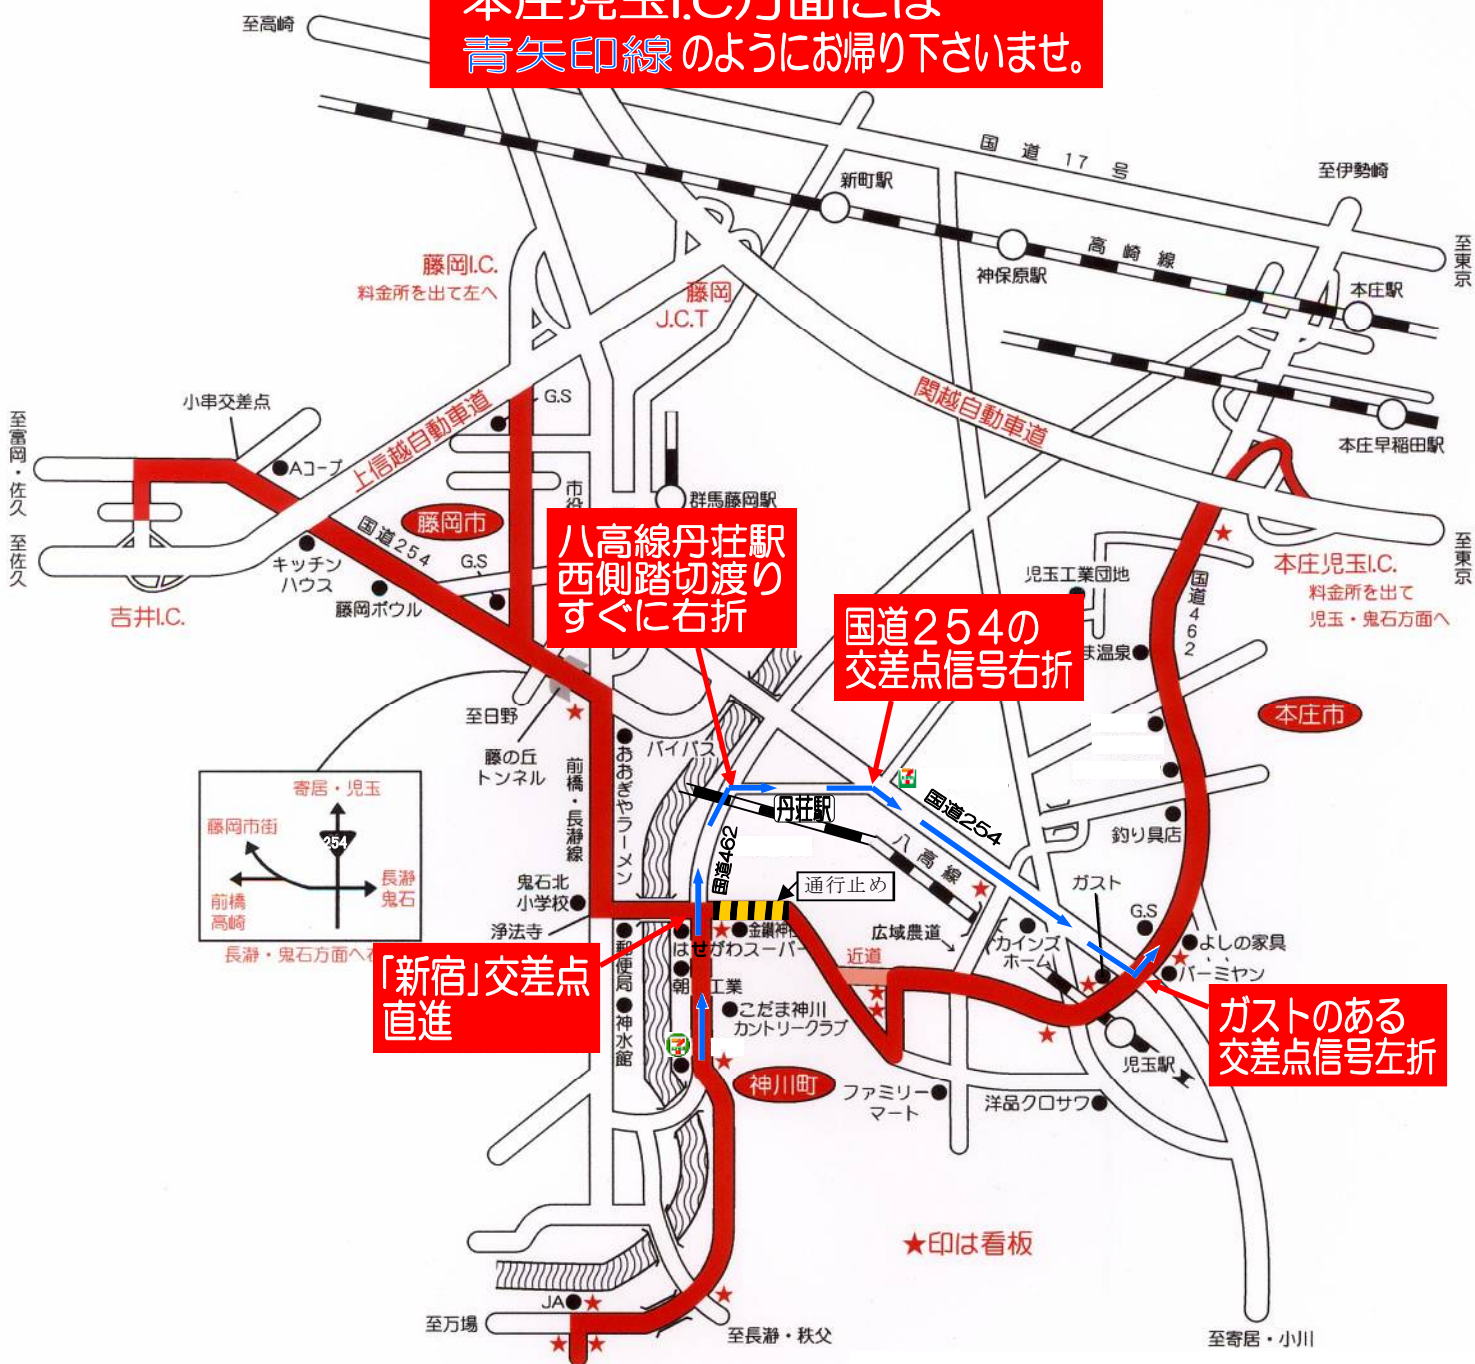 本庄児玉I.C方面には
青矢印線のようにお帰り下さいませ。
至高崎
国道17号
新町駅
至伊勢崎
高崎線
神保原駅
至東京
本庄駅
藤岡I.C.
料金所を出て左へ
藤岡
J.C.T
関越自動車道
本庄早稲田駅
小串交差点
G.S
上信越自動車道
至富岡・佐久
Aコープ
市役
群馬藤岡駅
藤岡市
国道254
至佐久
キッチン
ハウス
G.S
藤岡ボウル
吉井I.C.
八高線丹荘駅
西側踏切渡り
すぐに右折
児玉工業団地
国道462
本庄児玉I.C.
料金所を出て
児玉・鬼石方面へ
至東京
国道254の
交差点信号右折
ま温泉
至日野
藤の丘
トンネル
バイパス
本庄市
前橋・長瀞線
おおぎやラーメン
寄居・児玉
藤岡市街
254
長瀞
鬼石
前橋
高崎
長瀞・鬼石方面へ右
丹荘駅
国道254
国道462
八高線
釣り具店
鬼石北
小学校
通行止め
ガスト
G.S
浄法寺
郵便局
金鑚神社
はせがわスーパー
広域農道
カインズ
ホーム
よしの家具
バーミヤン
近道
「新宿」交差点
直進
朝
工業
こだま神川
カントリークラブ
神水館
ガストのある
交差点信号左折
児玉駅
神川町
ファミリー
マート
洋品クロサワ
★印は看板
JA
至万場
至長瀞・秩父
至寄居・小川